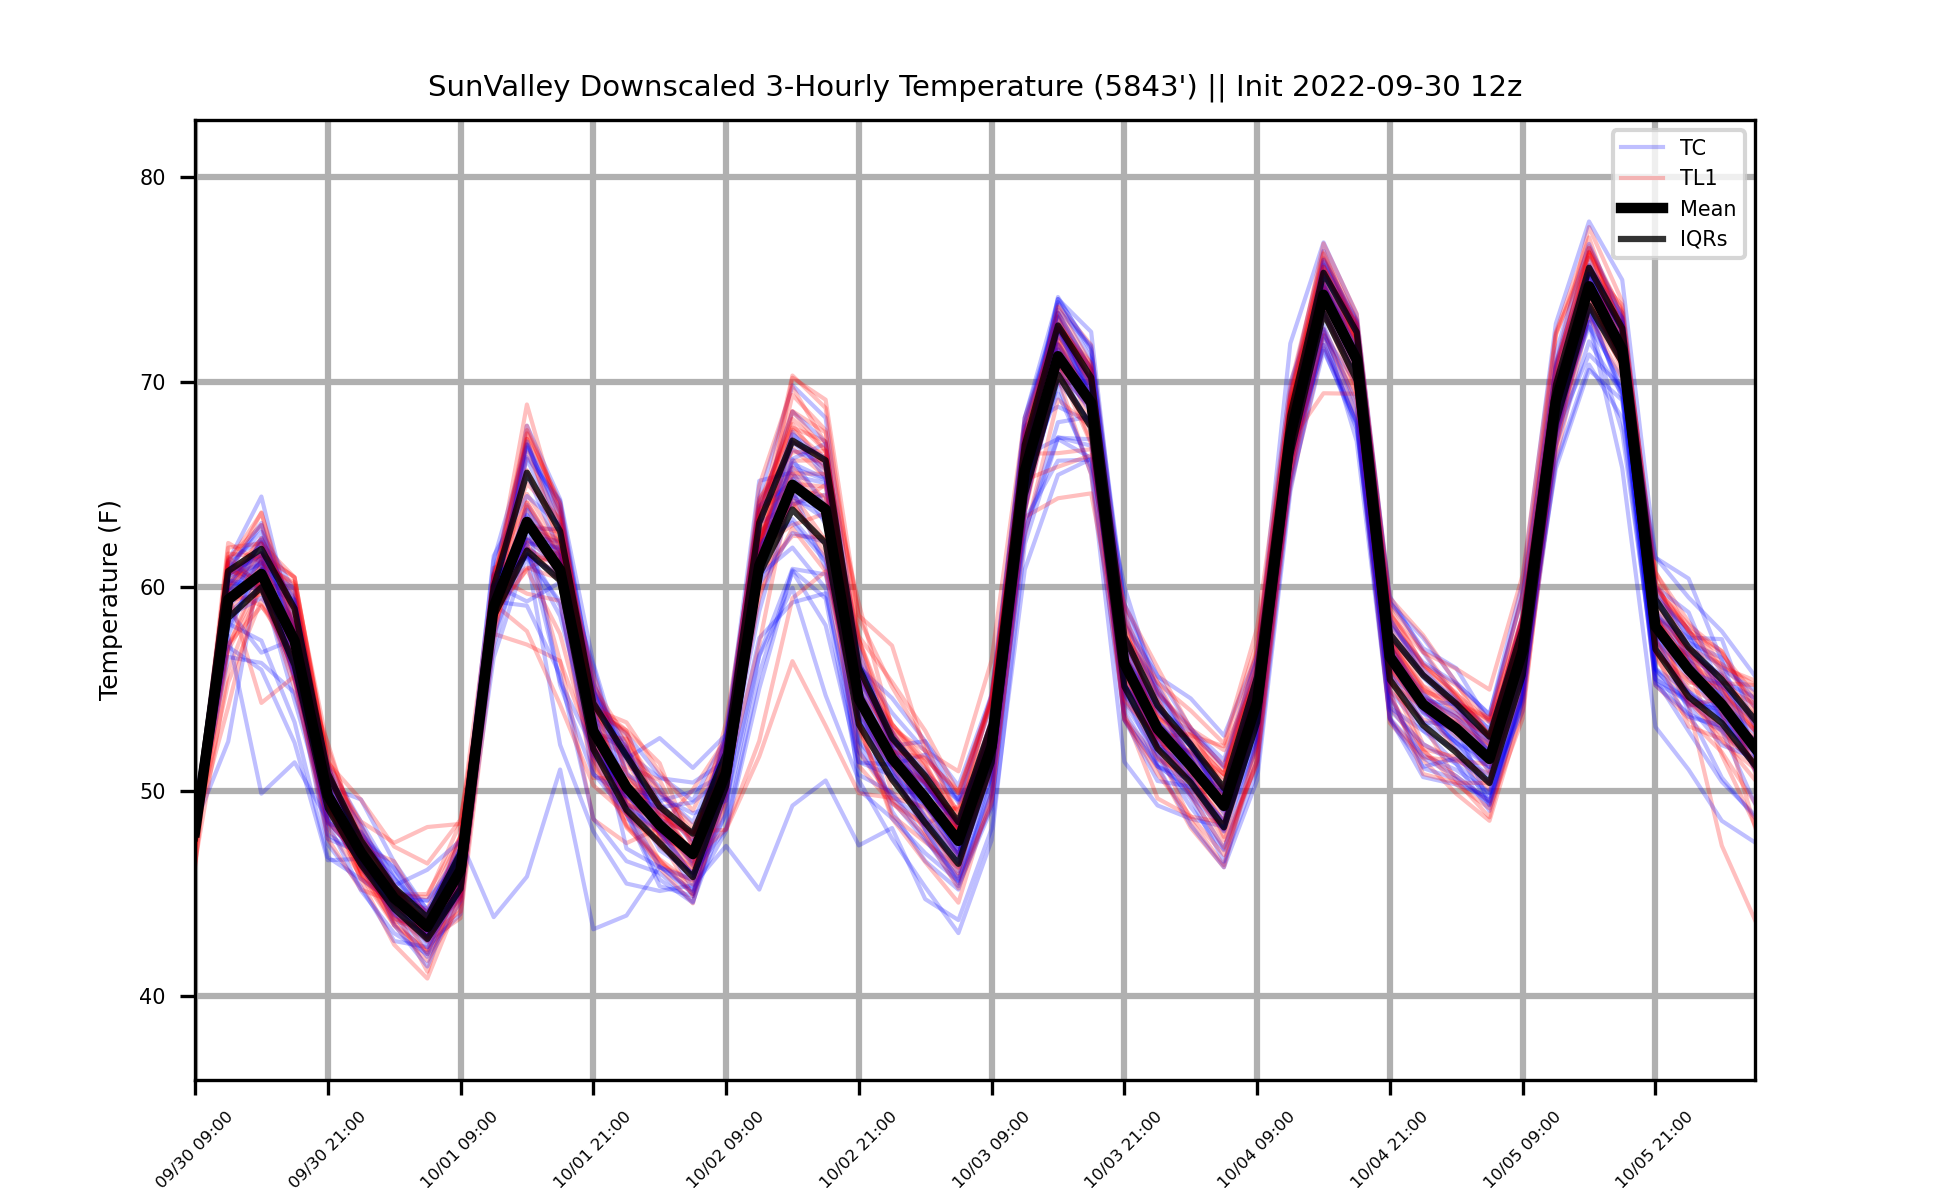 SunValley Downscaled 3-Hourly Temperature (5843') || Init 2022-09-30 12z
TC
TL1
Mean
IQRs
Temperature (F)
80
70
60
50
40
09/30 09:00
09/30 21:00
10/01 09:00
10/01 21:00
10/02 09:00
10/02 21:00
10/03 09:00
10/03 21:00
10/04 09:00
10/04 21:00
10/05 09:00
10/05 21:00